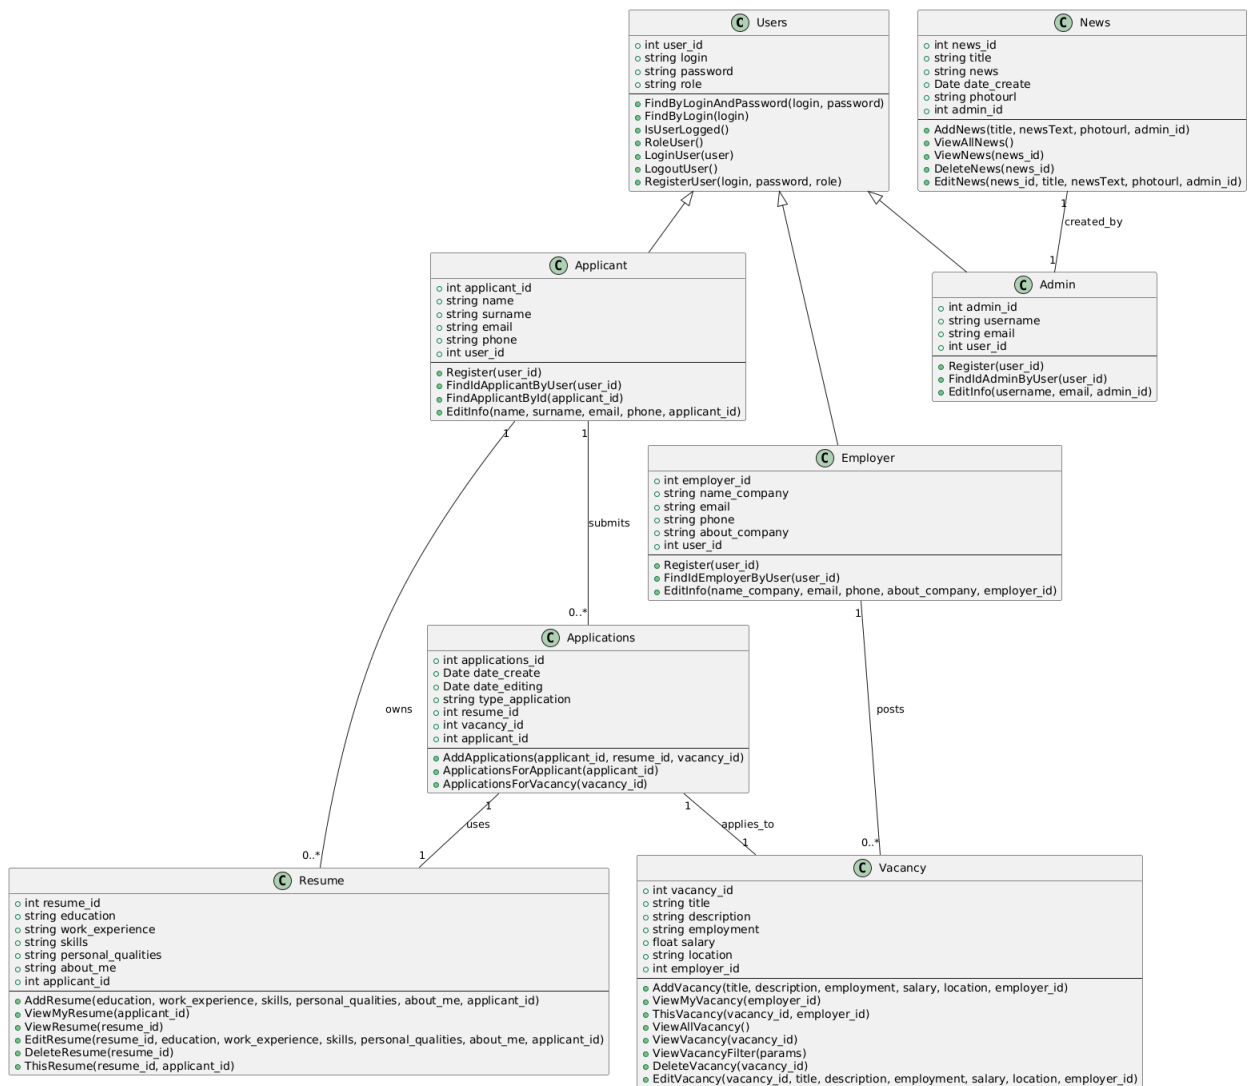 C Users
int user_id
string login
string password
string role
FindByLoginAndPassword(login, password)
FindByLogin(login)
IsUserLogged()
RoleUser()
LoginUser(user)
LogoutUser()
RegisterUser(login, password, role)
C News
int news_id
string title
string news
Date date_create
string photourl
int admin_id
AddNews(title, newsText, photourl, admin_id)
ViewAllNews()
ViewNews(news_id)
DeleteNews(news_id)
EditNews(news_id, title, newsText, photourl, admin_id)
1
created_by
1
C Applicant
int applicant_id
string name
string surname
string email
string phone
int user_id
Register(user_id)
FindIdApplicantByUser(user_id)
FindApplicantById(applicant_id)
EditInfo(name, surname, email, phone, applicant_id)
C Admin
int admin_id
string username
string email
int user_id
Register(user_id)
FindIdAdminByUser(user_id)
EditInfo(username, email, admin_id)
1
1
submits
0..*
C Employer
int employer_id
string name_company
string email
string phone
string about_company
int user_id
Register(user_id)
FindIdEmployerByUser(user_id)
EditInfo(name_company, email, phone, about_company, employer_id)
1
posts
0..*
C Applications
int applications_id
Date date_create
Date date_editing
string type_application
int resume_id
int vacancy_id
int applicant_id
AddApplications(applicant_id, resume_id, vacancy_id)
ApplicationsForApplicant(applicant_id)
ApplicationsForVacancy(vacancy_id)
owns
0..*
1
uses
1
1
applies_to
1
C Resume
int resume_id
string education
string work_experience
string skills
string personal_qualities
string about_me
int applicant_id
AddResume(education, work_experience, skills, personal_qualities, about_me, applicant_id)
ViewMyResume(applicant_id)
ViewResume(resume_id)
EditResume(resume_id, education, work_experience, skills, personal_qualities, about_me, applicant_id)
DeleteResume(resume_id)
ThisResume(resume_id, applicant_id)
C Vacancy
int vacancy_id
string title
string description
string employment
float salary
string location
int employer_id
AddVacancy(title, description, employment, salary, location, employer_id)
ViewMyVacancy(employer_id)
ThisVacancy(vacancy_id, employer_id)
ViewAllVacancy()
ViewVacancy(vacancy_id)
ViewVacancyFilter(params)
DeleteVacancy(vacancy_id)
EditVacancy(vacancy_id, title, description, employment, salary, location, employer_id)